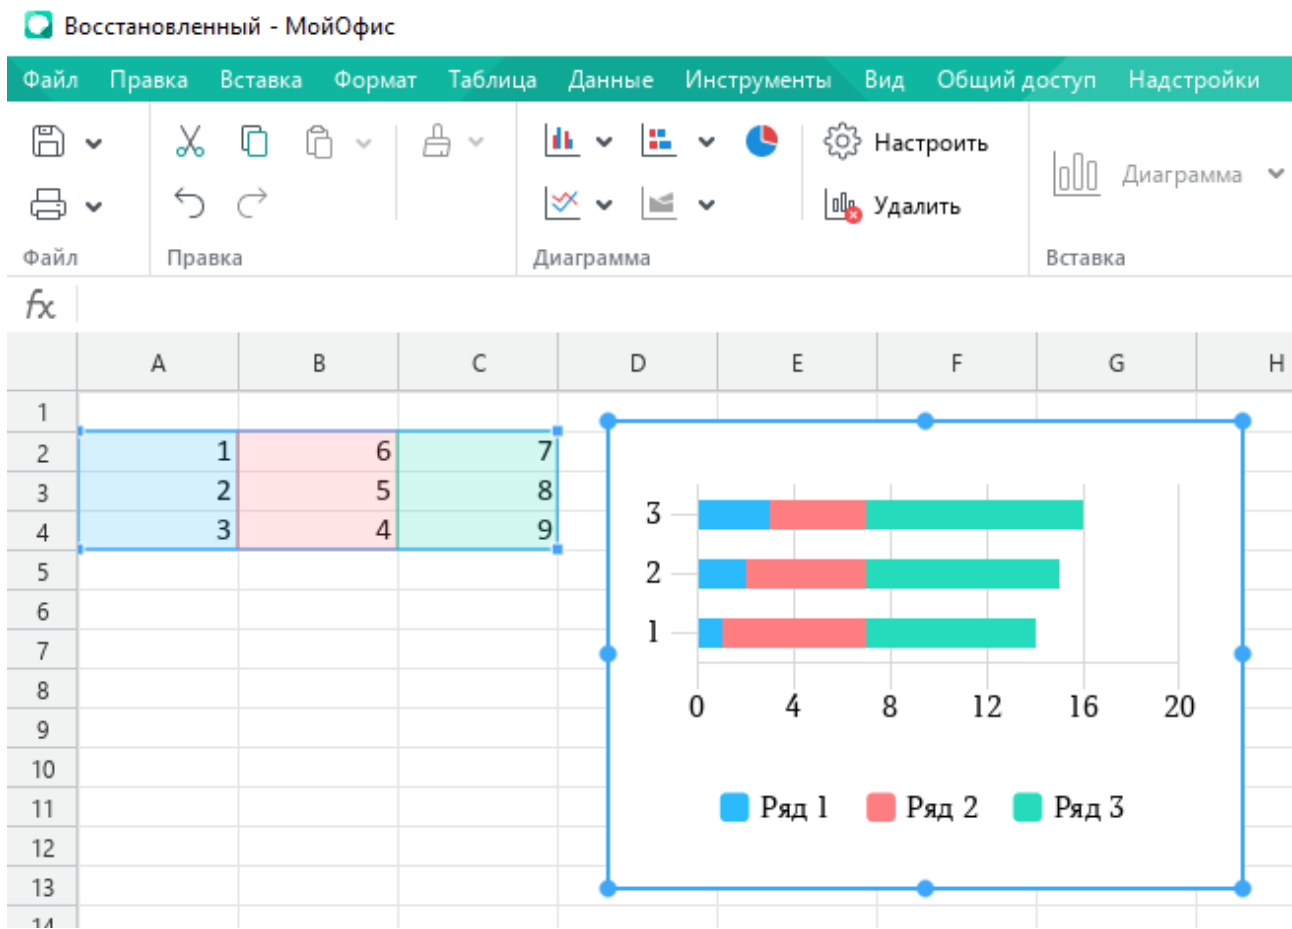 Восстановленный - МойОфис
Файл Правка Вставка Формат Таблица Данные Инструменты Вид Общий доступ Надстройки
Настроить
Диаграмма
Удалить
Файл Правка Диаграмма Вставка
fx
A B C D E F G H
1
2 1 6 7
3 2 5 8
4 3 4 9
5
6
7
8
9
10
11
12
13
14
3
2
1
0 4 8 12 16 20
Ряд 1 Ряд 2 Ряд 3